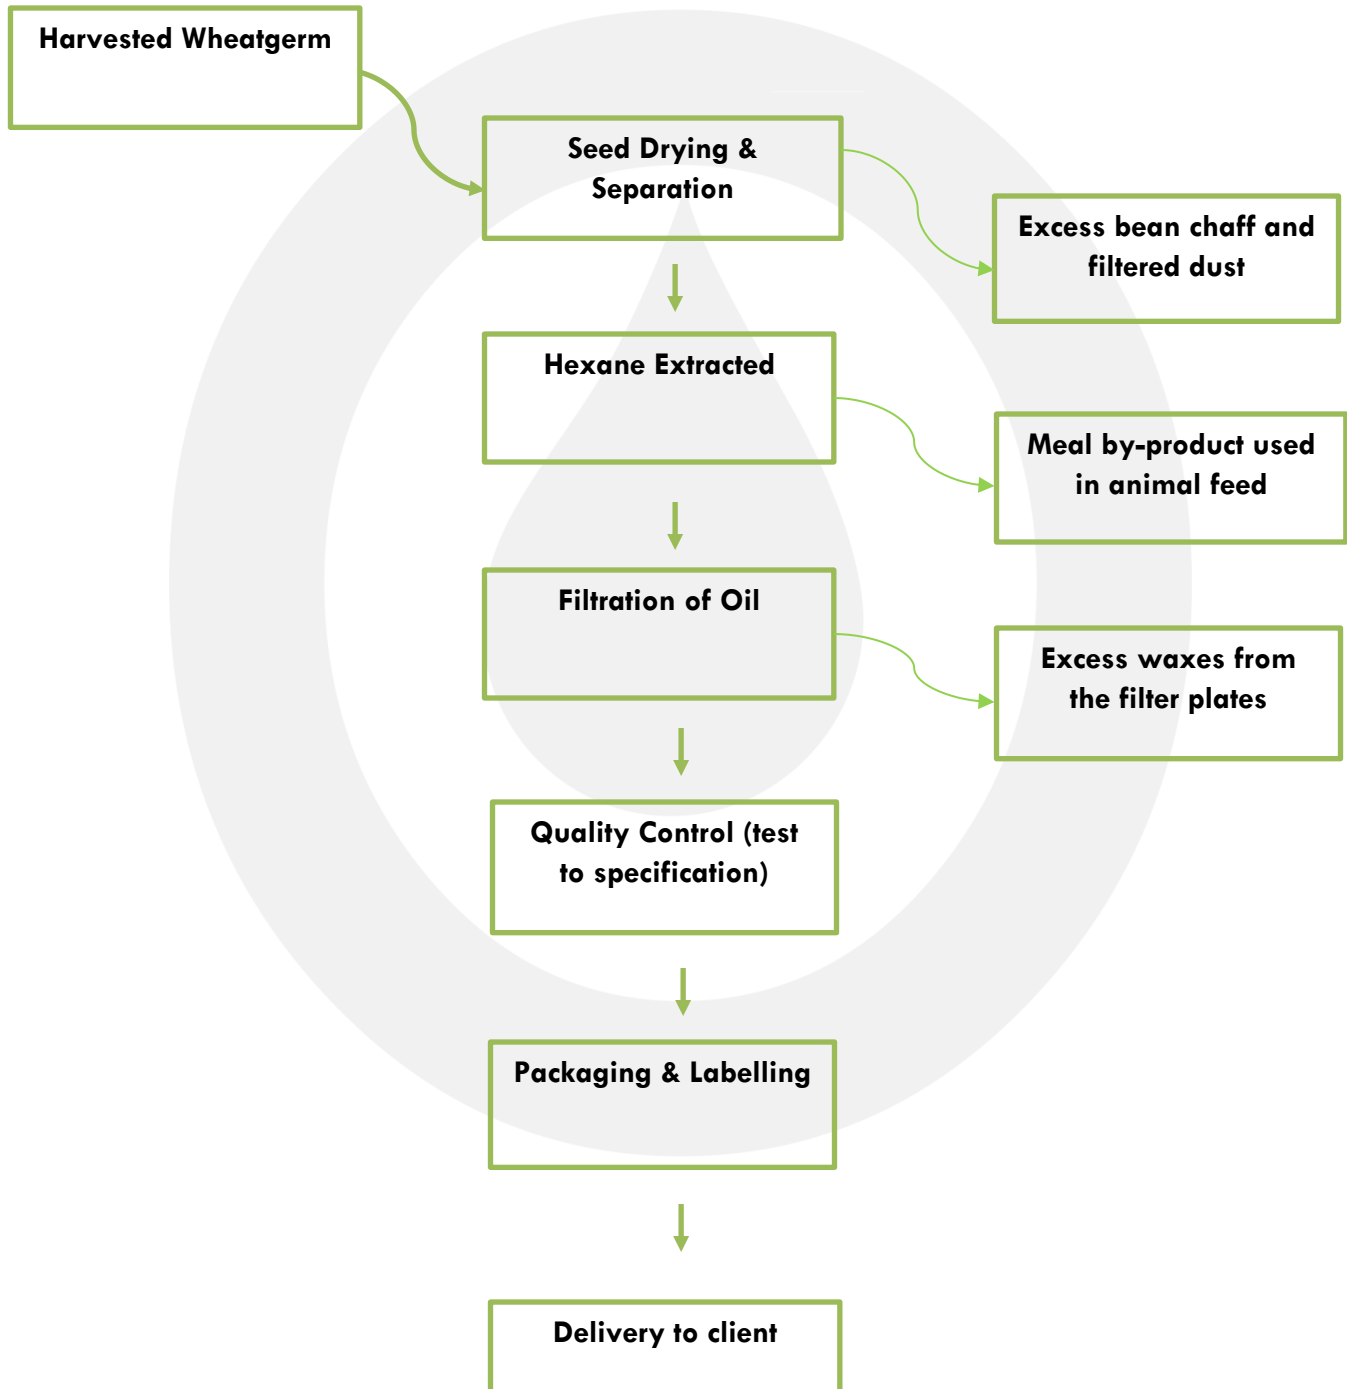 Harvested Wheatgerm
Seed Drying &
Separation
Excess bean chaff and
filtered dust
Hexane Extracted
Meal by-product used
in animal feed
Filtration of Oil
Excess waxes from
the filter plates
Quality Control (test
to specification)
Packaging & Labelling
Delivery to client